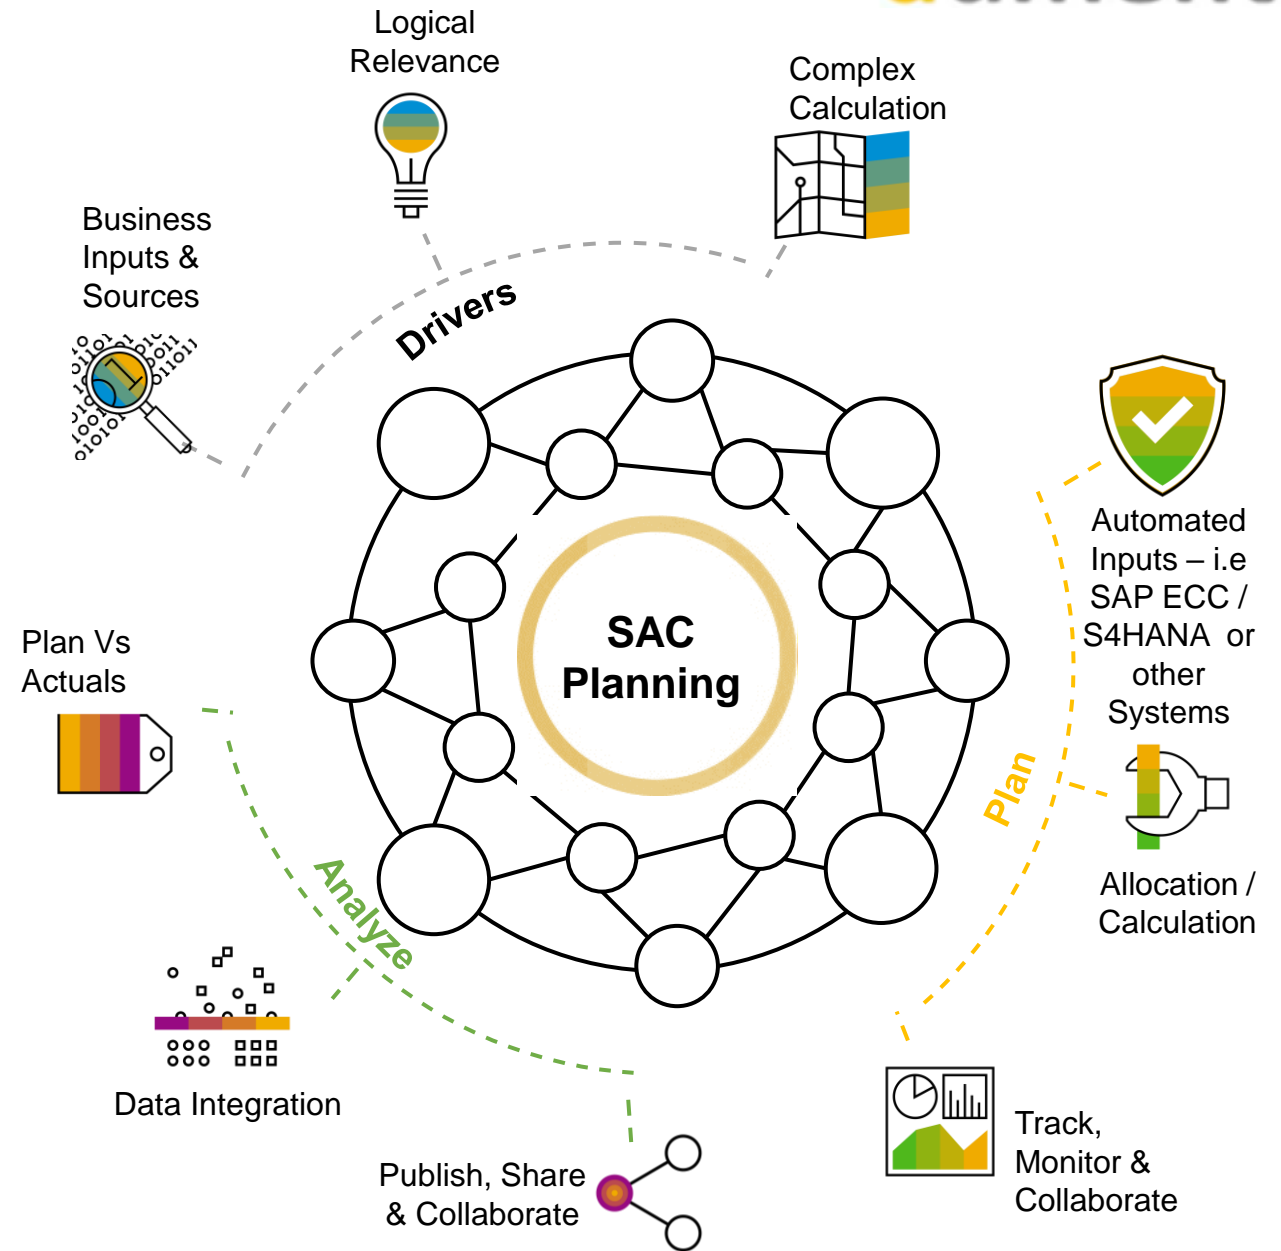 Logical
Relevance
Complex
Calculation
Business
Inputs &
Sources
Drivers
Automated
Inputs – i.e
SAP ECC /
S4HANA or
other
Systems
SAC
Planning
Plan Vs
Actuals
Plan
Allocation /
Calculation
Analyze
Data Integration
Track,
Monitor &
Collaborate
Publish, Share
& Collaborate